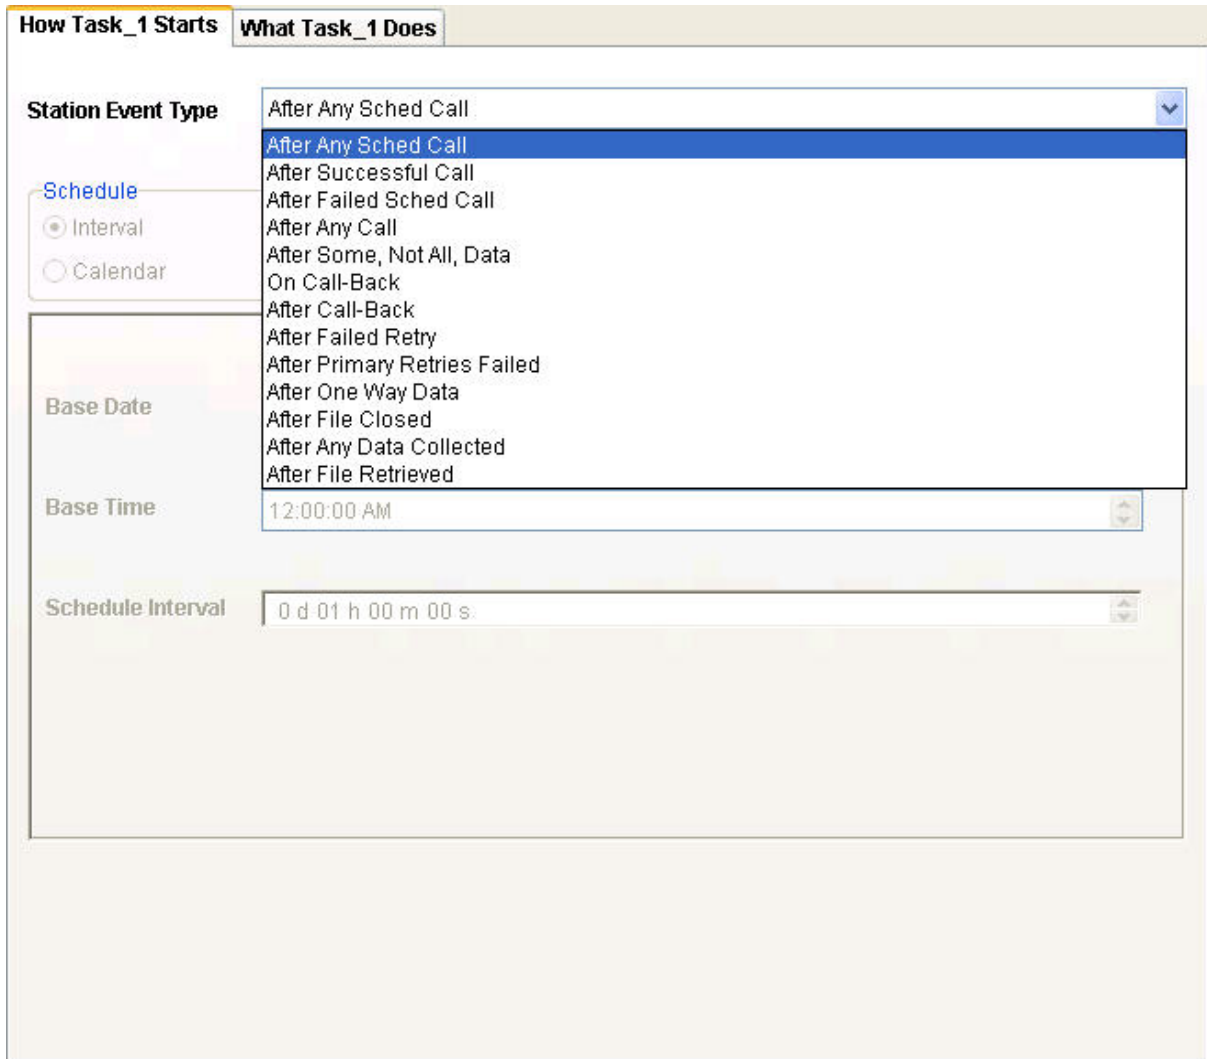 How Task_1 Starts What Task_1 Does
Station Event Type After Any Sched Call
After Any Sched Call
After Successful Call
Schedule
After Failed Sched Call
Interval After Any Call
After Some, Not All, Data
Calendar On Call-Back
After Call-Back
After Failed Retry
After Primary Retries Failed
After One Way Data
Base Date
After File Closed
After Any Data Collected
After File Retrieved
Base Time 12:00:00 AM
Schedule Interval 0 d 01 h 00 m 00 s